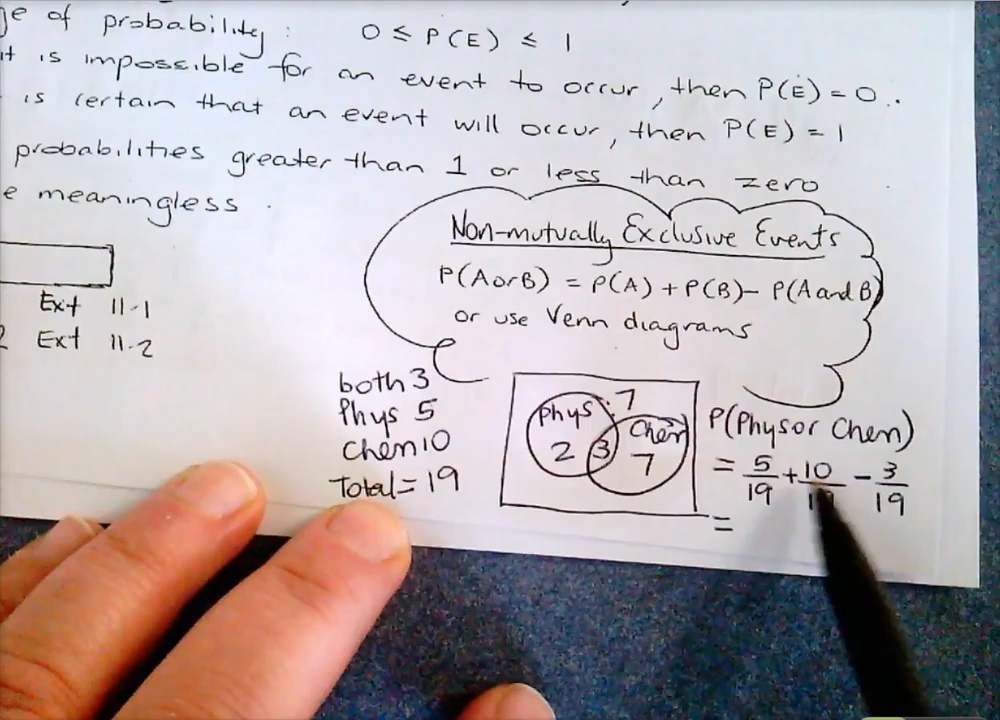 of probability : 0 ≤ P(E) ≤ 1
it is impossible for an event to occur, then P(E) = 0.
is certain that an event will occur, then P(E) = 1
probabilities greater than 1 or less than zero
meaningless.
Non-mutually Exclusive Events
P(A or B) = P(A) + P(B) - P(A and B)
or use Venn diagrams
Ext 11.1
2 Ext 11.2
both 3
Phys 5
Chem 10
Total = 19
Phys 2
3
Chem 7
7
P(Phys or Chem)
= 5/19 + 10/19 - 3/19
=